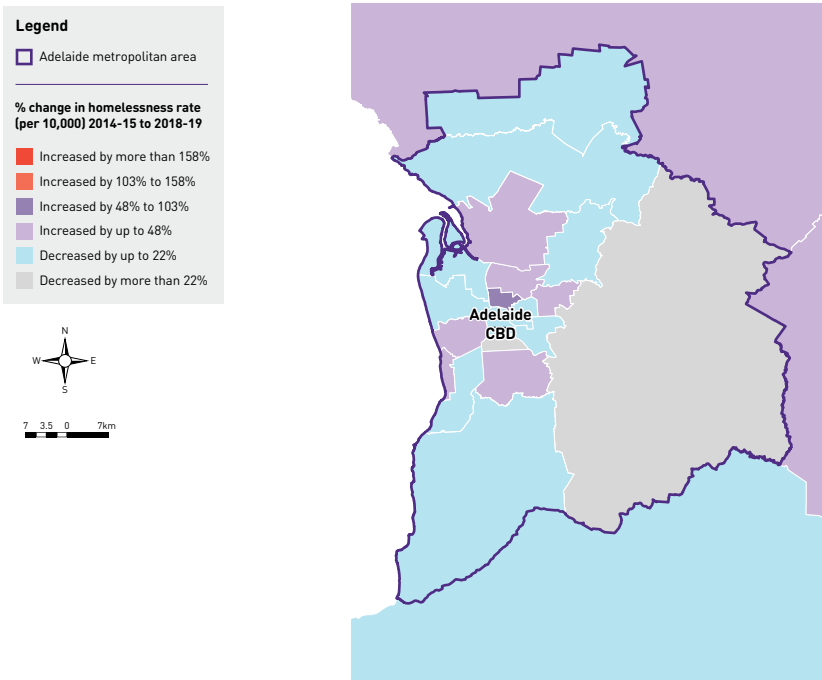 Legend
Adelaide metropolitan area
% change in homelessness rate
(per 10,000) 2014-15 to 2018-19
Increased by more than 158%
Increased by 103% to 158%
Increased by 48% to 103%
Increased by up to 48%
Decreased by up to 22%
Decreased by more than 22%
N
W E
S
7 3.5 0 7km
Adelaide
CBD